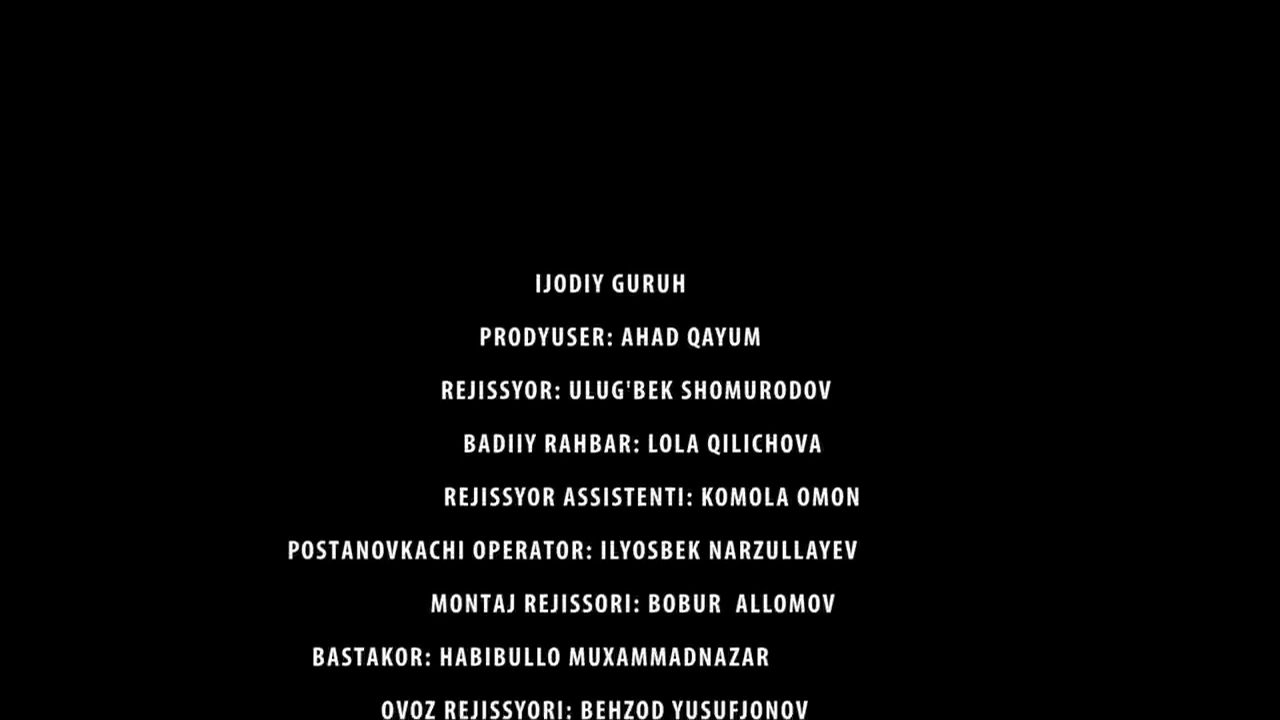 IJODIY GURUH
PRODYUSER: AHAD QAYUM
REJISSYOR: ULUG'BEK SHOMURODOV
BADIIY RAHBAR: LOLA QILICHOVA
REJISSYOR ASSISTENTI: KOMOLA OMON
POSTANOVKACHI OPERATOR: ILYOSBEK NARZULLAYEV
MONTAJ REJISSORI: BOBUR  ALLOMOV
BASTAKOR: HABIBULLO MUXAMMADNAZAR
OVOZ REJISSYORI: BEHZOD YUSUFJONOV